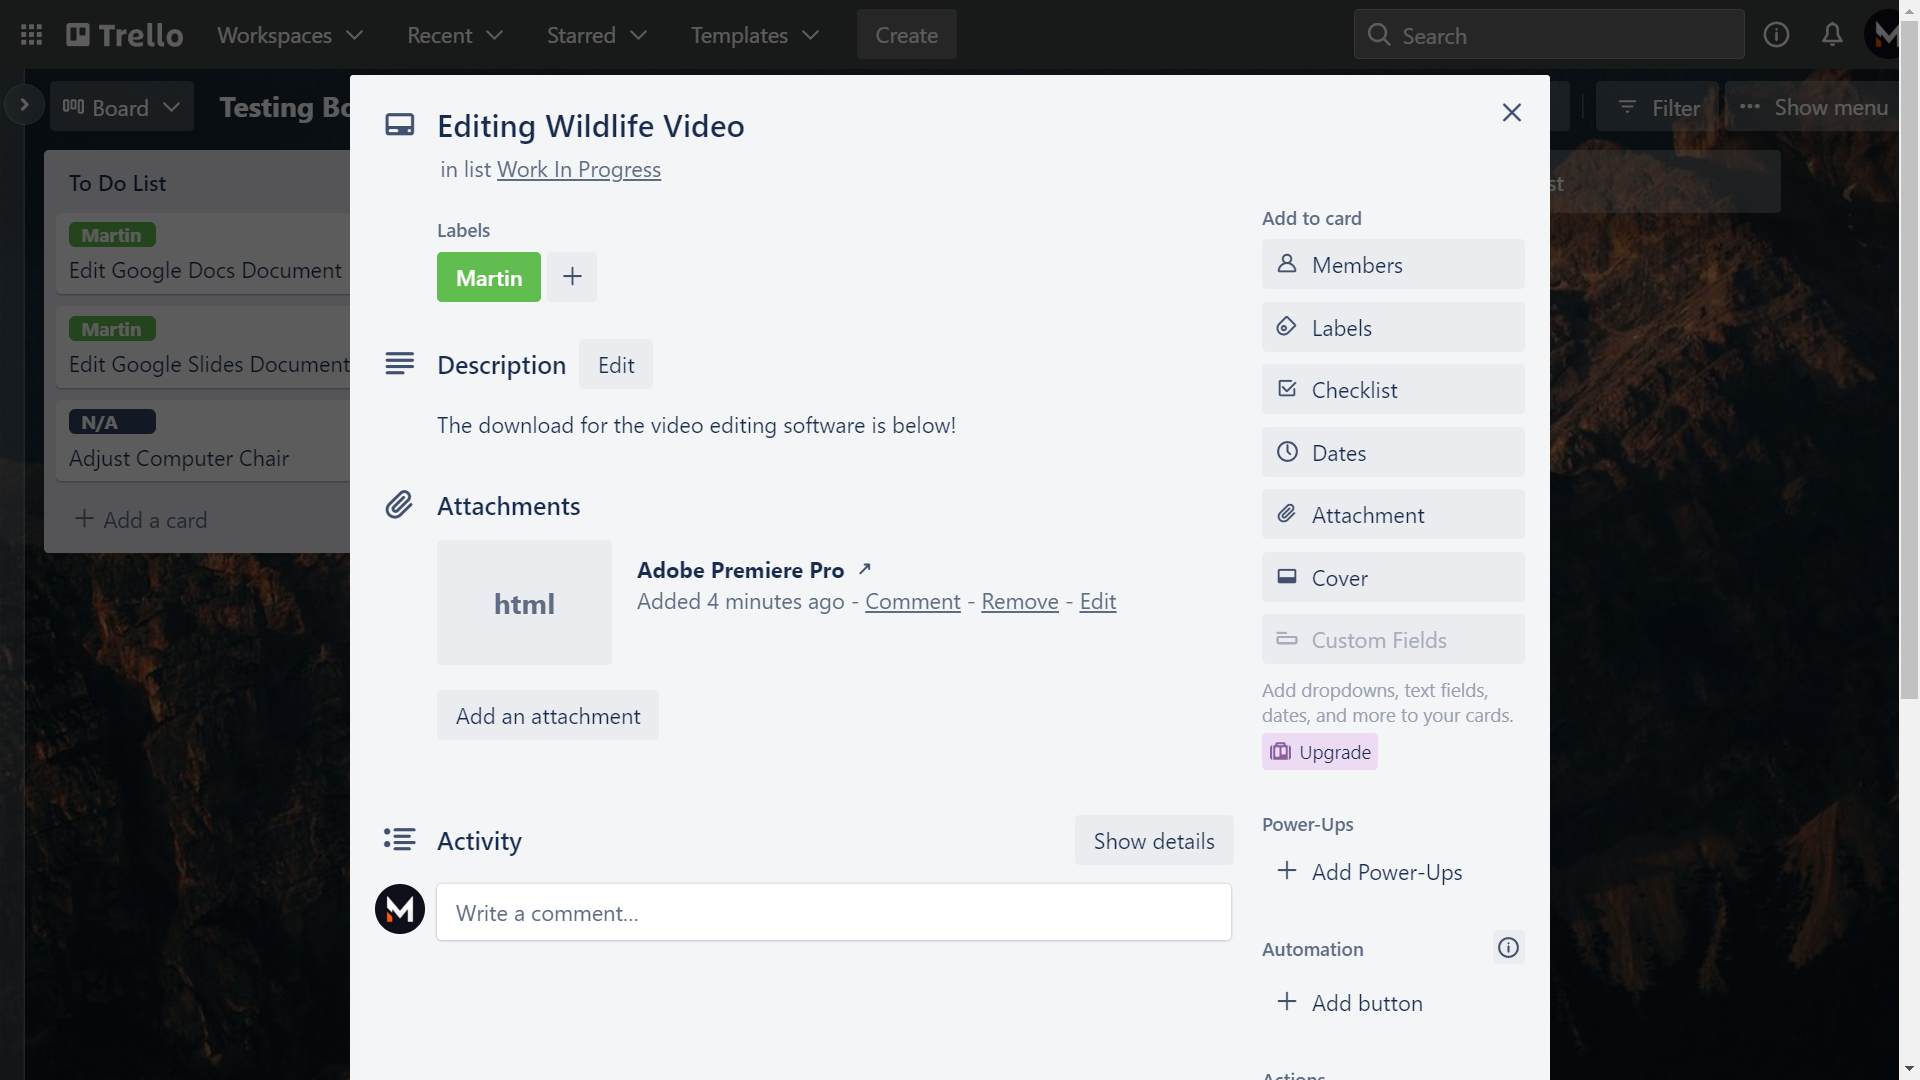 Trello Workspaces Recent Starred Templates Create Search
Board Testing Filter Show menu
Editing Wildlife Video
in list Work In Progress
To Do List
Martin
Edit Google Docs Document
Martin
Edit Google Slides Document
N/A
Adjust Computer Chair
Add a card
Labels
Martin
Description Edit
The download for the video editing software is below!
Attachments
html
Adobe Premiere Pro
Added 4 minutes ago - Comment - Remove - Edit
Add an attachment
Activity Show details
Write a comment...
Add to card
Members
Labels
Checklist
Dates
Attachment
Cover
Custom Fields
Add dropdowns, text fields,
dates, and more to your cards.
Upgrade
Power-Ups
Add Power-Ups
Automation
Add button